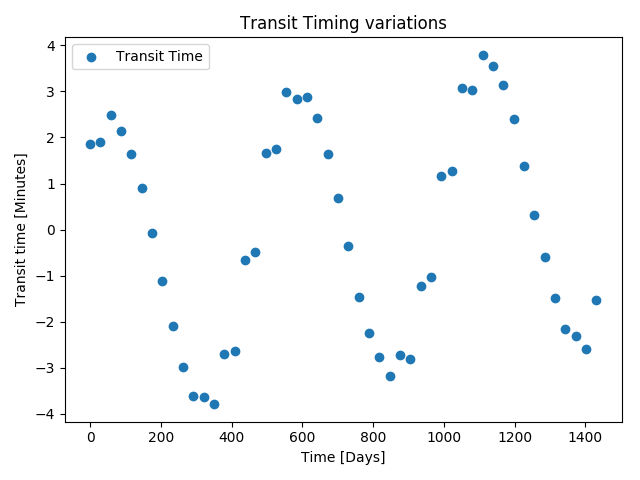 Transit Timing variations
Transit Time
Transit time [Minutes]
4
3
2
1
0
−1
−2
−3
−4
0 200 400 600 800 1000 1200 1400
Time [Days]